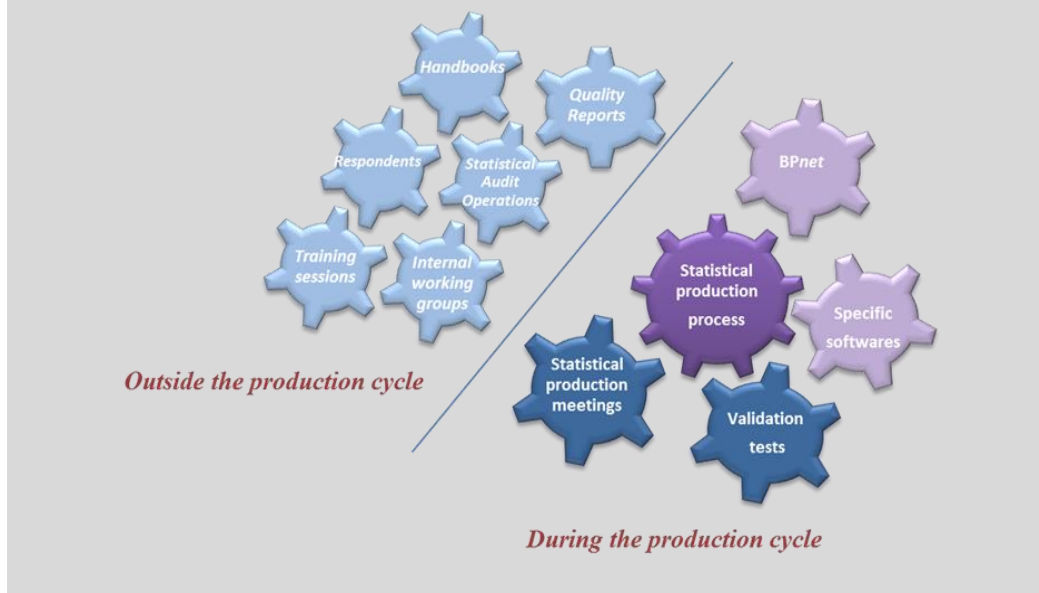 Handbooks
Quality
Reports
Respondents
Statistical
Audit
Operations
Training
sessions
Internal
working
groups
Outside the production cycle
BPnet
Statistical
production
process
Specific
softwares
Statistical
production
meetings
Validation
tests
During the production cycle